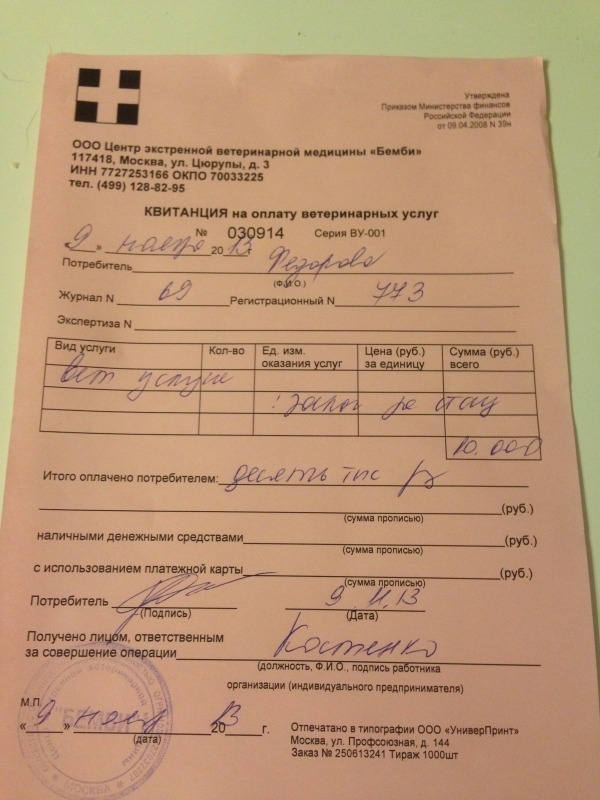 Утверждена
Приказом Министерства финансов
Российской Федерации
от 09.04.2008 N 39н
ООО Центр экстренной ветеринарной медицины «Бемби»
117418, Москва, ул. Цюрупы, д. 3
ИНН 7727253166 ОКПО 70033225
тел. (499) 128-82-95
КВИТАНЦИЯ на оплату ветеринарных услуг
№ 030914 Серия ВУ-001
9 » ноября 2013 г.
Потребитель Федорова
(Ф.И.О.)
Журнал N 69 Регистрационный N 773
Экспертиза N
Вид услуги Кол-во Ед. изм. оказания услуг Цена (руб.) за единицу Сумма (руб.) всего
Вет услуги
: залог за стац
10.000
Итого оплачено потребителем: десять тыс р
(руб.)
(сумма прописью)
наличными денежными средствами (руб.)
(сумма прописью)
с использованием платежной карты (руб.)
(сумма прописью)
Потребитель 9.11.13
(Подпись) (Дата)
Получено лицом, ответственным
за совершение операции Костенко
(должность, Ф.И.О., подпись работника
организации (индивидуального предпринимателя)
М.П.
« 9 » ноября 2013 г.
(дата)
Отпечатано в типографии ООО «УниверПринт»
Москва, ул. Профсоюзная, д. 144
Заказ № 250613241 Тираж 1000шт
"БЕМБИ"
МОСКВА